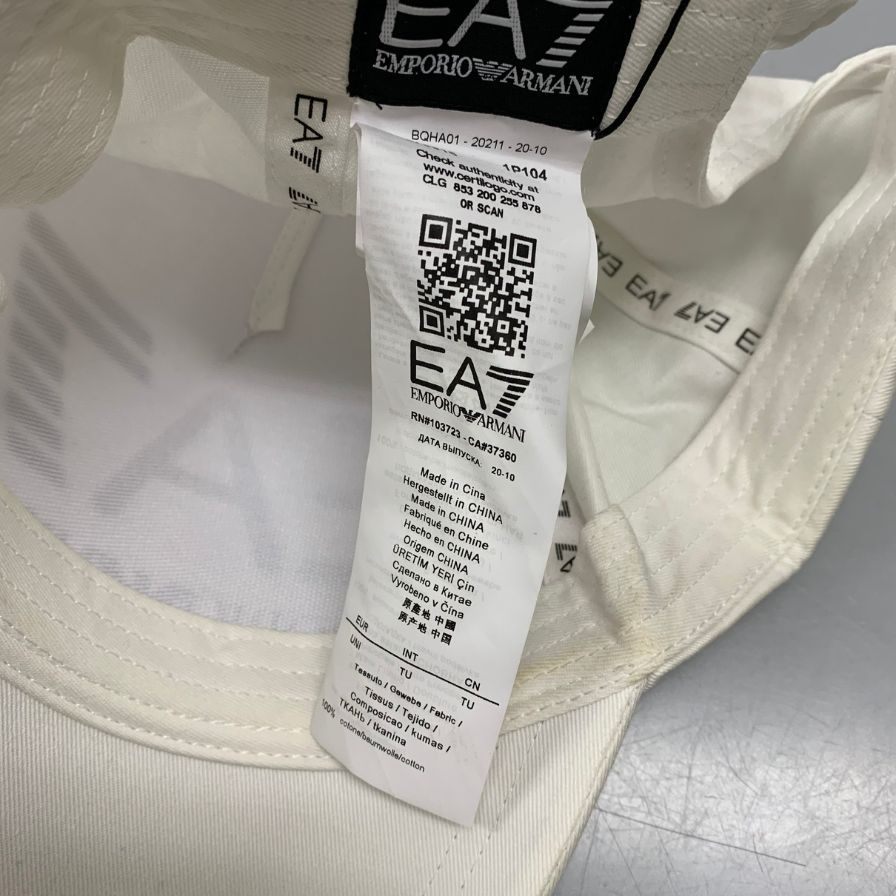 EA7
EMPORIO ARMANI
EA7
BQHA01 - 20211 - 20-10
1P104
Check authenticity at
www.certilogo.com
CLG 853 200 255 878
OR SCAN
EA7
EMPORIO ARMANI
RN#103723 - CA#37360
ДАТА ВЫПУСКА: 20-10
Made in Cina
Hergestellt in CHINA
Made in CHINA
Fabriqué en Chine
Hecho en CHINA
Origem CHINA
ÜRETİM YERİ Çin
Сделано в Китае
Vyrobeno v Čína
原產地 中國
原产地 中国
EUR INT CN
UNI TU TU
Tessuto / Gewebe / Fabric /
Tissus / Tejido /
Composicao / kumas /
ТКАНЬ / tkanina
100% cotone/baumwolle/cotton
EA7 EA7 EA7